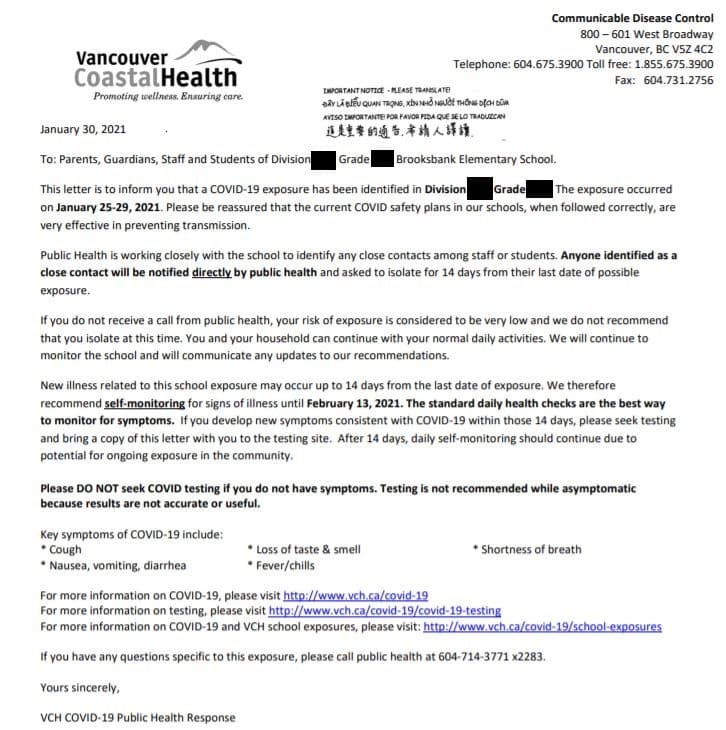 Communicable Disease Control
800 – 601 West Broadway
Vancouver, BC V5Z 4C2
Telephone: 604.675.3900 Toll free: 1.855.675.3900
Fax: 604.731.2756
Vancouver
CoastalHealth
Promoting wellness. Ensuring care.
IMPORTANT NOTICE - PLEASE TRANSLATE!
ĐÂY LÀ ĐIỀU QUAN TRỌNG, XIN NHỜ NGƯỜI THÔNG DỊCH DÙM
AVISO IMPORTANTE! POR FAVOR PIDA QUE SE LO TRADUZCAN
這是重要的通告,希請人譯讀.
January 30, 2021
To: Parents, Guardians, Staff and Students of Division Grade Brooksbank Elementary School.
This letter is to inform you that a COVID-19 exposure has been identified in Division Grade The exposure occurred
on January 25-29, 2021. Please be reassured that the current COVID safety plans in our schools, when followed correctly, are
very effective in preventing transmission.
Public Health is working closely with the school to identify any close contacts among staff or students. Anyone identified as a
close contact will be notified directly by public health and asked to isolate for 14 days from their last date of possible
exposure.
If you do not receive a call from public health, your risk of exposure is considered to be very low and we do not recommend
that you isolate at this time. You and your household can continue with your normal daily activities. We will continue to
monitor the school and will communicate any updates to our recommendations.
New illness related to this school exposure may occur up to 14 days from the last date of exposure. We therefore
recommend self-monitoring for signs of illness until February 13, 2021. The standard daily health checks are the best way
to monitor for symptoms. If you develop new symptoms consistent with COVID-19 within those 14 days, please seek testing
and bring a copy of this letter with you to the testing site. After 14 days, daily self-monitoring should continue due to
potential for ongoing exposure in the community.
Please DO NOT seek COVID testing if you do not have symptoms. Testing is not recommended while asymptomatic
because results are not accurate or useful.
Key symptoms of COVID-19 include:
* Cough * Loss of taste & smell * Shortness of breath
* Nausea, vomiting, diarrhea * Fever/chills
For more information on COVID-19, please visit http://www.vch.ca/covid-19
For more information on testing, please visit http://www.vch.ca/covid-19/covid-19-testing
For more information on COVID-19 and VCH school exposures, please visit: http://www.vch.ca/covid-19/school-exposures
If you have any questions specific to this exposure, please call public health at 604-714-3771 x2283.
Yours sincerely,
VCH COVID-19 Public Health Response